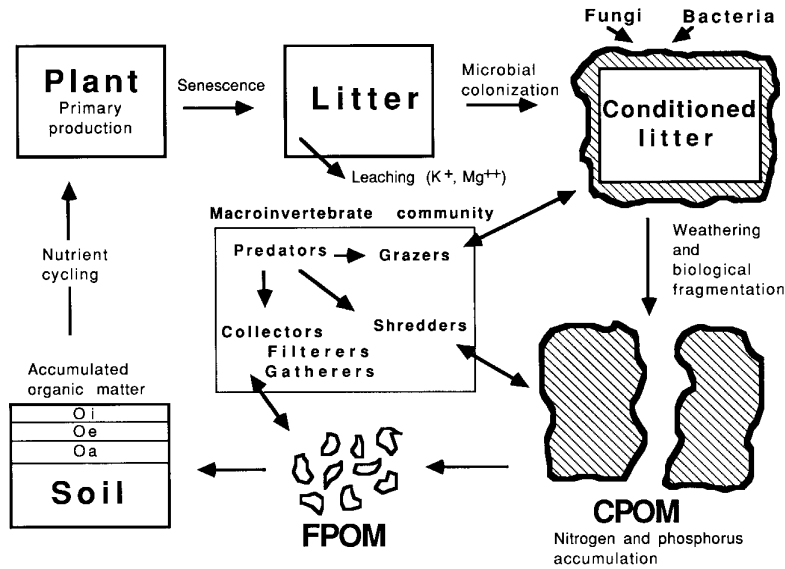 Fungi Bacteria
Plant
Primary
production
Senescence
Litter
Microbial
colonization
Conditioned
litter
Leaching (K+, Mg++)
Macroinvertebrate community
Predators
Grazers
Collectors
Filterers
Gatherers
Shredders
Nutrient
cycling
Weathering
and
biological
fragmentation
Accumulated
organic matter
Oi
Oe
Oa
Soil
FPOM
CPOM
Nitrogen and phosphorus
accumulation